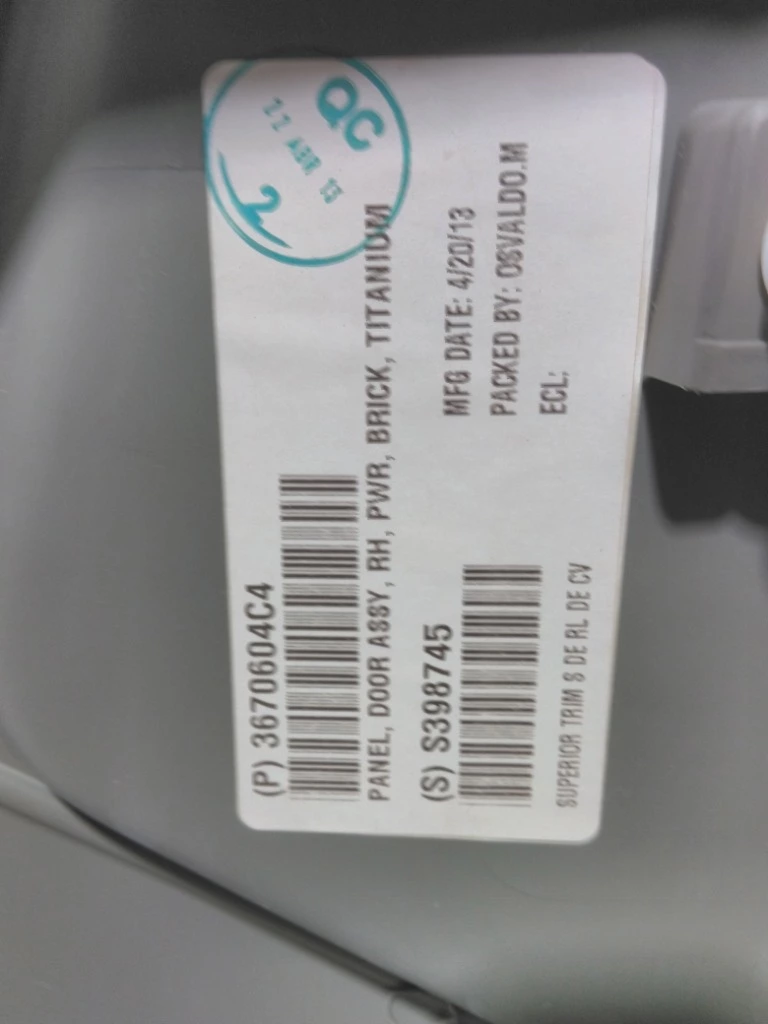 (P) 3670604C4
PANEL, DOOR ASSY, RH, PWR, BRICK, TITANIUM
(S) S398745
MFG DATE: 4/20/13
PACKED BY: OSVALDO.M
ECL:
SUPERIOR TRIM S DE RL DE CV
QC
22 ABR 13
2